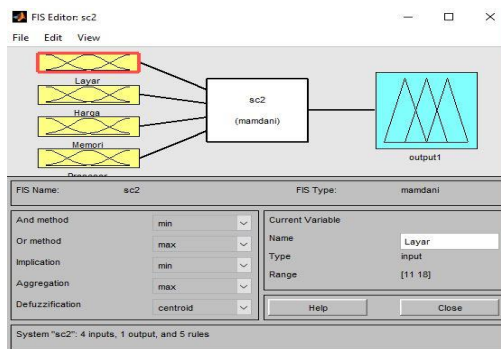 FIS Editor: sc2
File Edit View
Layar
Harga
Memori
sc2
(mamdani)
output1
FIS Name: sc2 FIS Type: mamdani
And method min
Or method max
Implication min
Aggregation max
Defuzzification centroid
Current Variable
Name Layar
Type input
Range [11 18]
Help Close
System "sc2": 4 inputs, 1 output, and 5 rules